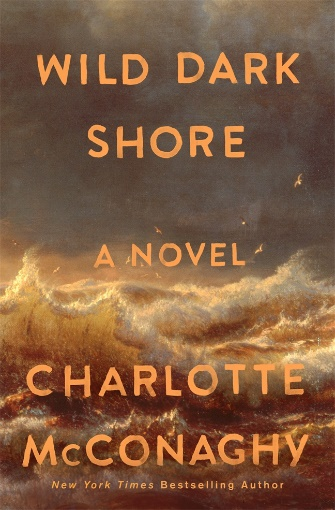 WILD DARK
SHORE
A NOVEL
CHARLOTTE
McCONAGHY
New York Times Bestselling Author